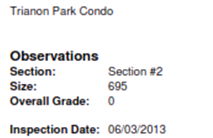 Trianon Park Condo
Observations
Section: Section #2
Size: 695
Overall Grade: 0
Inspection Date: 06/03/2013